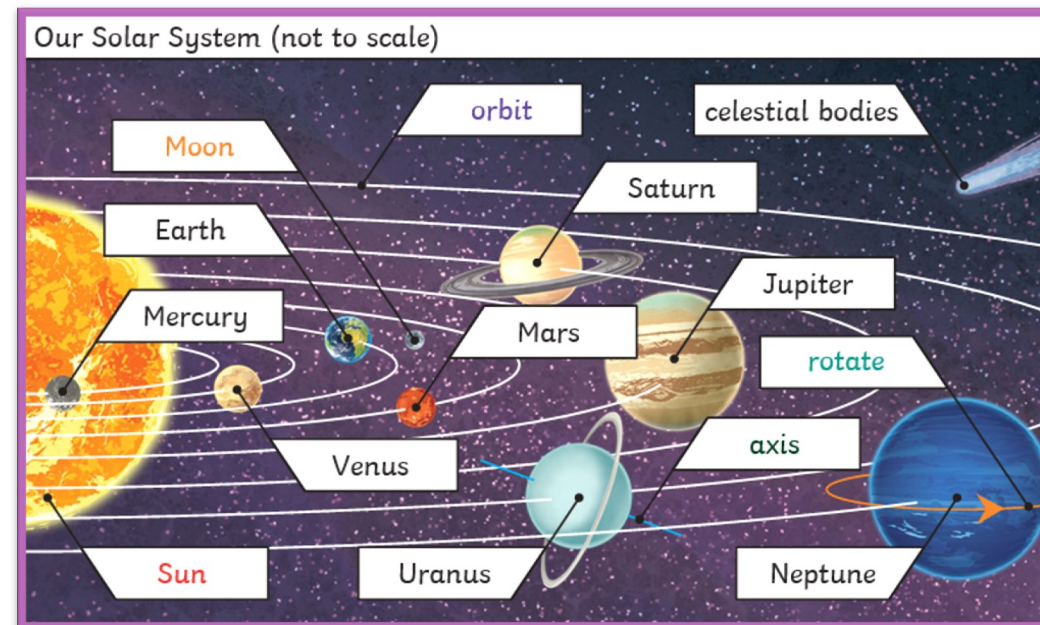 Our Solar System (not to scale)
orbit
celestial bodies
Moon
Saturn
Earth
Jupiter
Mercury
Mars
rotate
axis
Venus
Sun
Uranus
Neptune